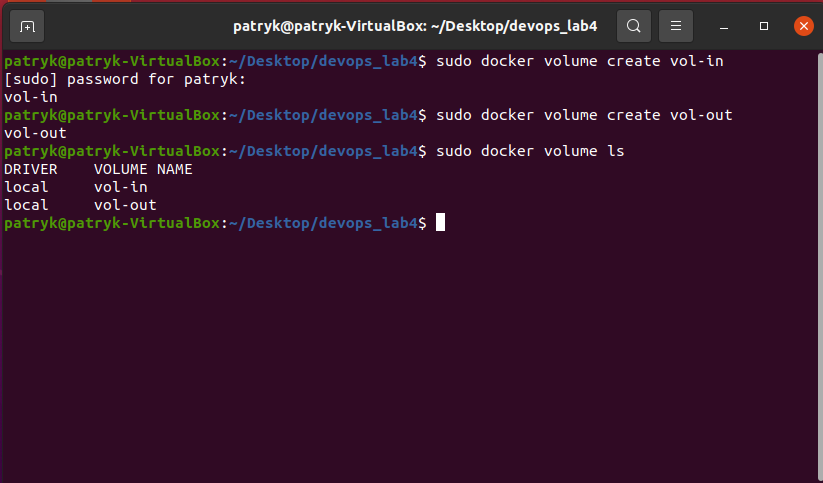 patryk@patryk-VirtualBox: ~/Desktop/devops_lab4
patryk@patryk-VirtualBox:~/Desktop/devops_lab4$ sudo docker volume create vol-in
[sudo] password for patryk:
vol-in
patryk@patryk-VirtualBox:~/Desktop/devops_lab4$ sudo docker volume create vol-out
vol-out
patryk@patryk-VirtualBox:~/Desktop/devops_lab4$ sudo docker volume ls
DRIVER    VOLUME NAME
local     vol-in
local     vol-out
patryk@patryk-VirtualBox:~/Desktop/devops_lab4$